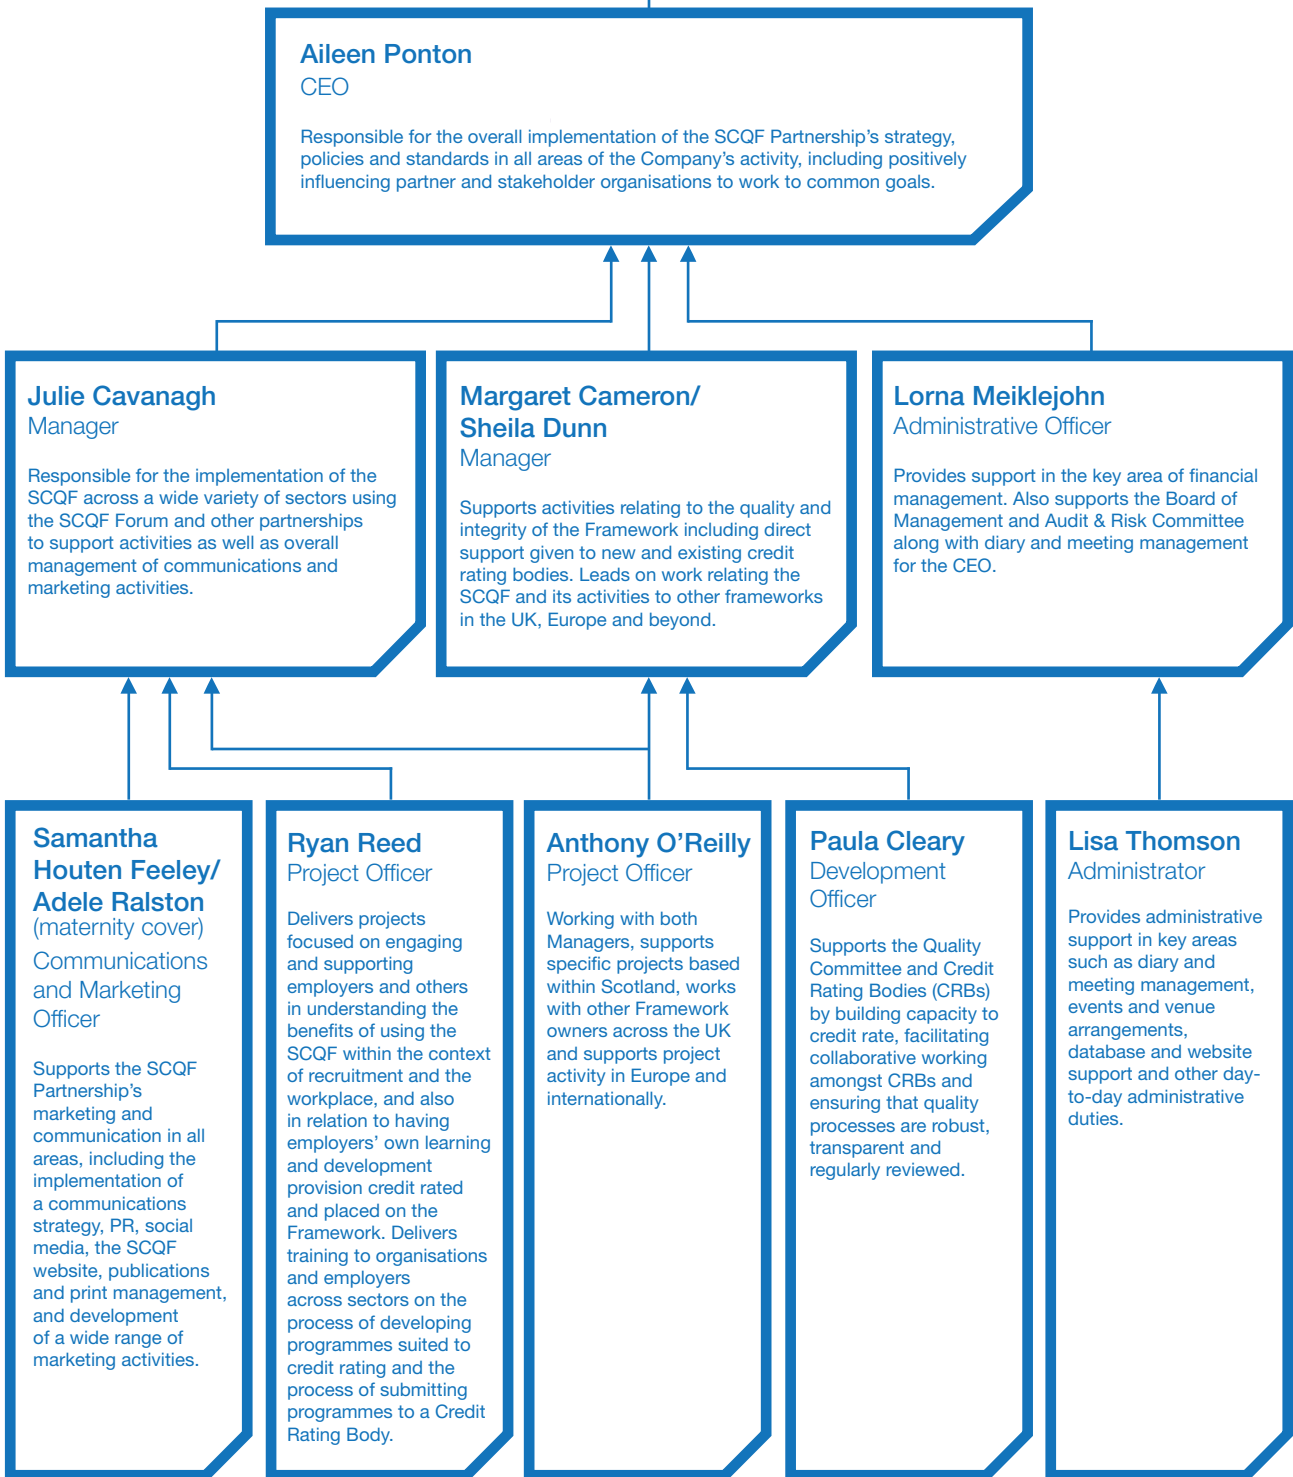 Aileen Ponton
CEO
Responsible for the overall implementation of the SCQF Partnership’s strategy,
policies and standards in all areas of the Company’s activity, including positively
influencing partner and stakeholder organisations to work to common goals.
Julie Cavanagh
Manager
Responsible for the implementation of the
SCQF across a wide variety of sectors using
the SCQF Forum and other partnerships
to support activities as well as overall
management of communications and
marketing activities.
Margaret Cameron/
Sheila Dunn
Manager
Supports activities relating to the quality and
integrity of the Framework including direct
support given to new and existing credit
rating bodies. Leads on work relating the
SCQF and its activities to other frameworks
in the UK, Europe and beyond.
Lorna Meiklejohn
Administrative Officer
Provides support in the key area of financial
management. Also supports the Board of
Management and Audit & Risk Committee
along with diary and meeting management
for the CEO.
Samantha
Houten Feeley/
Adele Ralston
(maternity cover)
Communications
and Marketing
Officer
Supports the SCQF
Partnership’s
marketing and
communication in all
areas, including the
implementation of
a communications
strategy, PR, social
media, the SCQF
website, publications
and print management,
and development
of a wide range of
marketing activities.
Ryan Reed
Project Officer
Delivers projects
focused on engaging
and supporting
employers and others
in understanding the
benefits of using the
SCQF within the context
of recruitment and the
workplace, and also
in relation to having
employers’ own learning
and development
provision credit rated
and placed on the
Framework. Delivers
training to organisations
and employers
across sectors on the
process of developing
programmes suited to
credit rating and the
process of submitting
programmes to a Credit
Rating Body.
Anthony O’Reilly
Project Officer
Working with both
Managers, supports
specific projects based
within Scotland, works
with other Framework
owners across the UK
and supports project
activity in Europe and
internationally.
Paula Cleary
Development
Officer
Supports the Quality
Committee and Credit
Rating Bodies (CRBs)
by building capacity to
credit rate, facilitating
collaborative working
amongst CRBs and
ensuring that quality
processes are robust,
transparent and
regularly reviewed.
Lisa Thomson
Administrator
Provides administrative
support in key areas
such as diary and
meeting management,
events and venue
arrangements,
database and website
support and other day-
to-day administrative
duties.